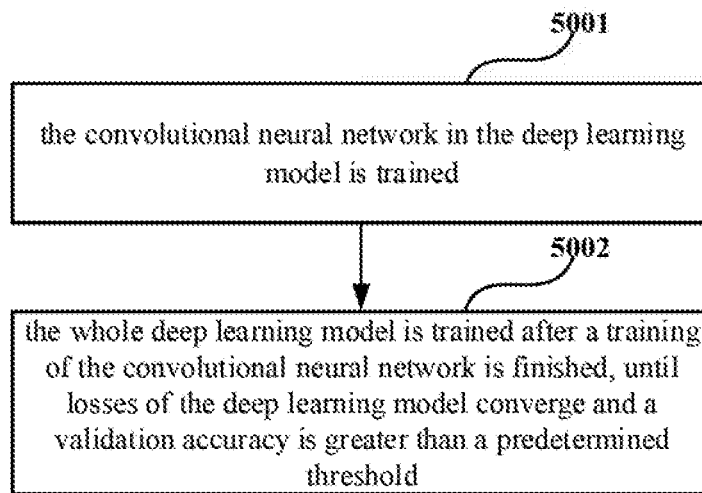 5001
the convolutional neural network in the deep learning
model is trained
5002
the whole deep learning model is trained after a training
of the convolutional neural network is finished, until
losses of the deep learning model converge and a
validation accuracy is greater than a predetermined
threshold